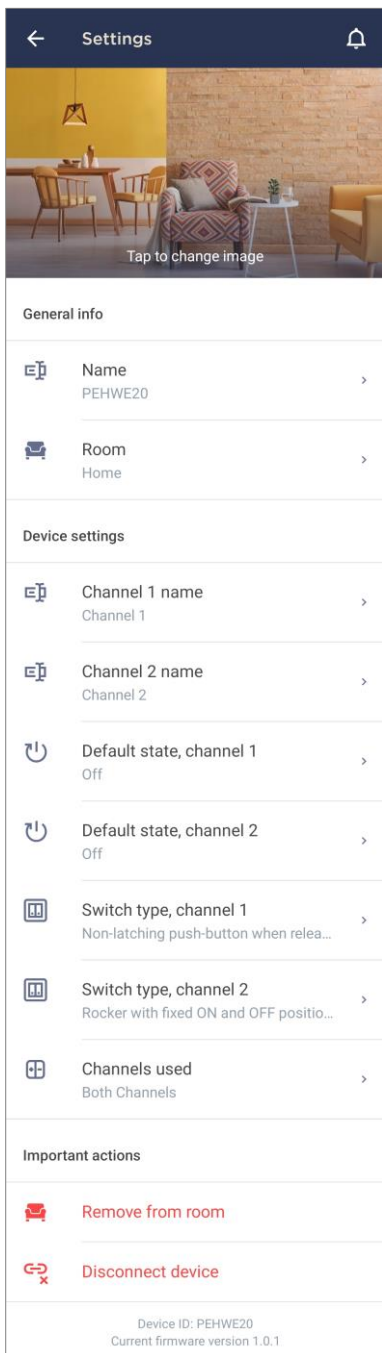 Settings
Tap to change image
General info
Name
PEHWE20
Room
Home
Device settings
Channel 1 name
Channel 1
Channel 2 name
Channel 2
Default state, channel 1
Off
Default state, channel 2
Off
Switch type, channel 1
Non-latching push-button when relea...
Switch type, channel 2
Rocker with fixed ON and OFF positio...
Channels used
Both Channels
Important actions
Remove from room
Disconnect device
Device ID: PEHWE20
Current firmware version 1.0.1